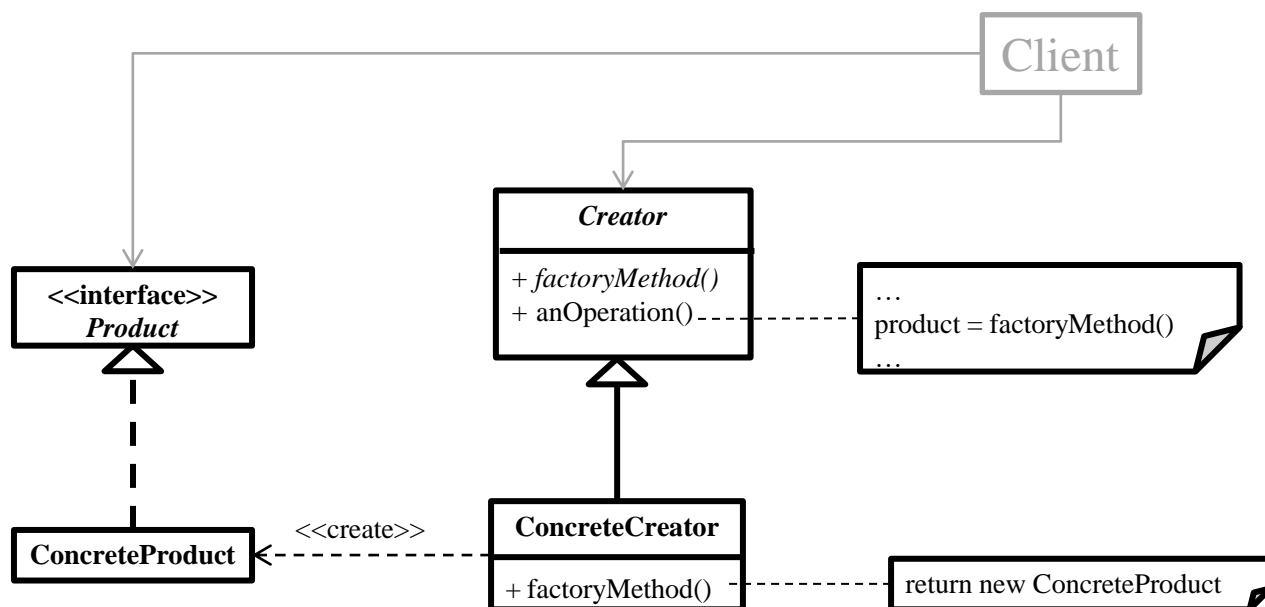 Client
Creator
+ factoryMethod()
+ anOperation()
<<interface>>
Product
…
product = factoryMethod()
…
<<create>>
ConcreteProduct
ConcreteCreator
+ factoryMethod()
return new ConcreteProduct